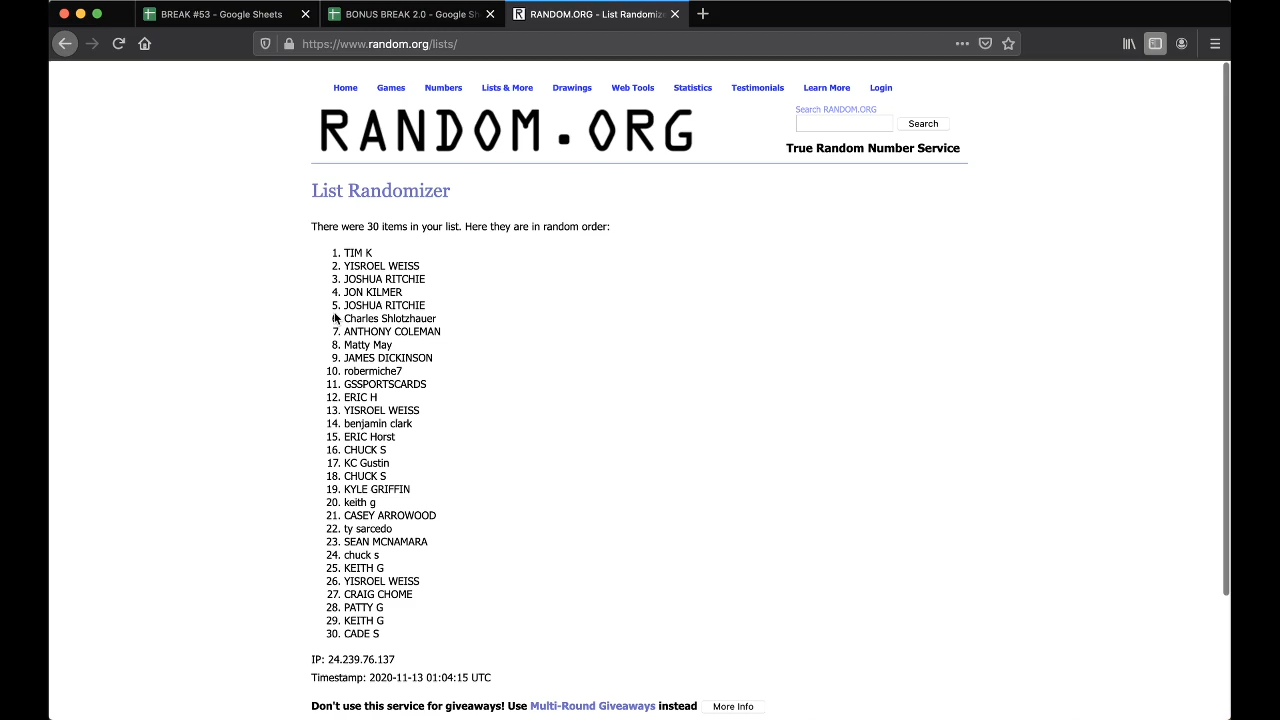 BREAK #53 - Google Sheets
BONUS BREAK 2.0 - Google Sh
RANDOM.ORG - List Randomize
https://www.random.org/lists/
Home Games Numbers Lists & More Drawings Web Tools Statistics Testimonials Learn More Login
RANDOM.ORG
Search RANDOM.ORG
Search
True Random Number Service
List Randomizer
There were 30 items in your list. Here they are in random order:
1. TIM K
2. YISROEL WEISS
3. JOSHUA RITCHIE
4. JON KILMER
5. JOSHUA RITCHIE
Charles Shlotzhauer
7. ANTHONY COLEMAN
8. Matty May
9. JAMES DICKINSON
10. robermiche7
11. GSSPORTSCARDS
12. ERIC H
13. YISROEL WEISS
14. benjamin clark
15. ERIC Horst
16. CHUCK S
17. KC Gustin
18. CHUCK S
19. KYLE GRIFFIN
20. keith g
21. CASEY ARROWOOD
22. ty sarcedo
23. SEAN MCNAMARA
24. chuck s
25. KEITH G
26. YISROEL WEISS
27. CRAIG CHOME
28. PATTY G
29. KEITH G
30. CADE S
IP: 24.239.76.137
Timestamp: 2020-11-13 01:04:15 UTC
Don't use this service for giveaways! Use Multi-Round Giveaways instead More Info